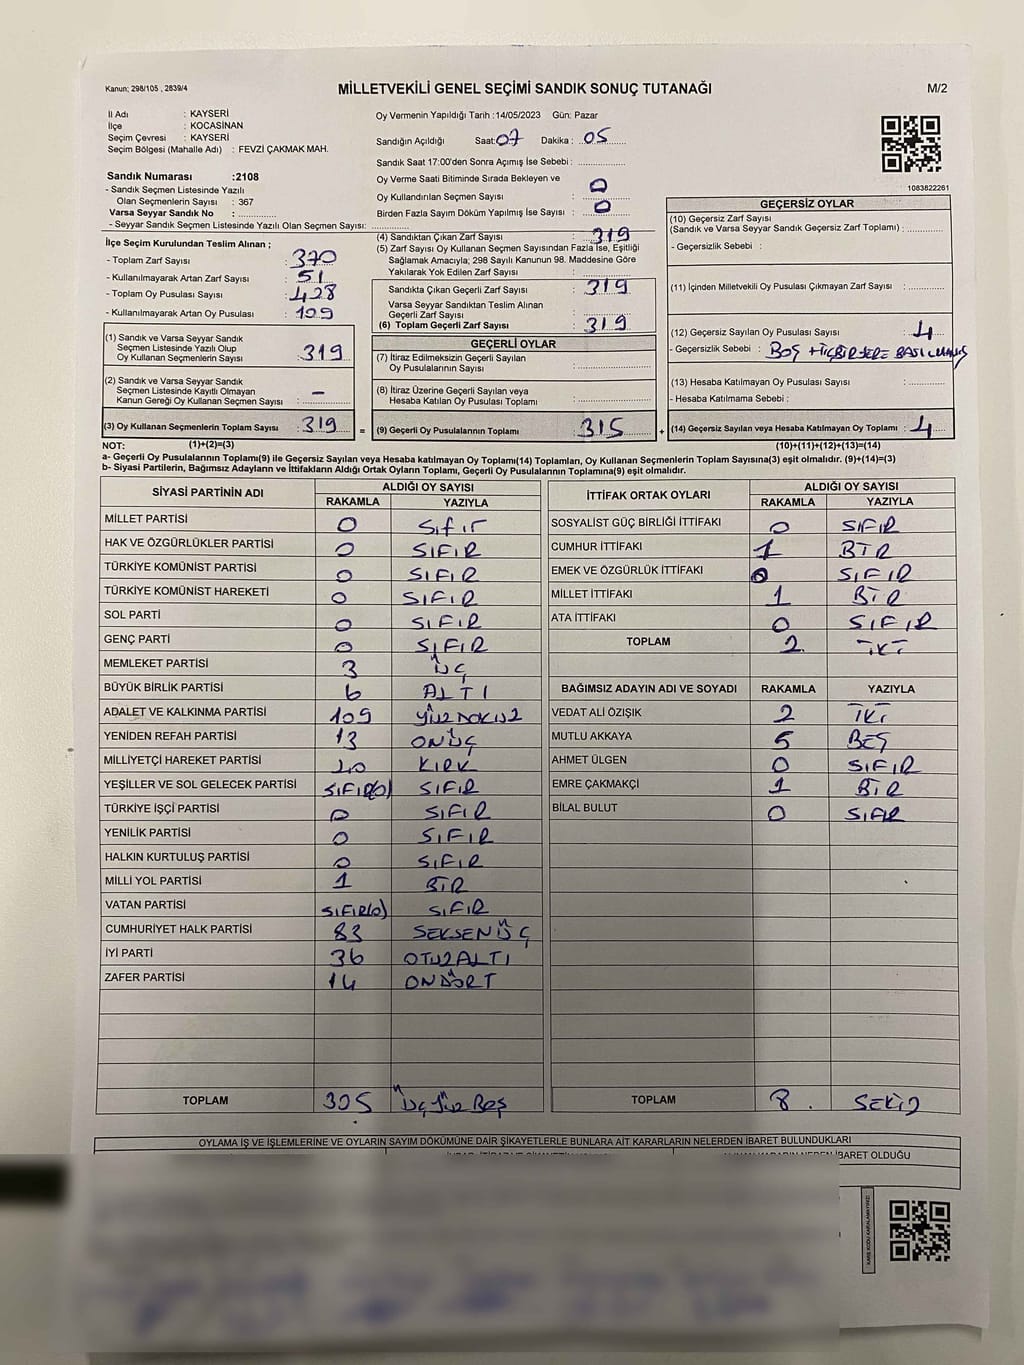 Kanun; 298/105 , 2839/4
MİLLETVEKİLİ GENEL SEÇİMİ SANDIK SONUÇ TUTANAĞI
M/2
İl Adı : KAYSERİ
İlçe : KOCASİNAN
Seçim Çevresi : KAYSERİ
Seçim Bölgesi (Mahalle Adı) : FEVZİ ÇAKMAK MAH.
Sandık Numarası :2108
- Sandık Seçmen Listesinde Yazılı
Olan Seçmenlerin Sayısı : 367
Varsa Seyyar Sandık No :
- Seyyar Sandık Seçmen Listesinde Yazılı Olan Seçmen Sayısı:
İlçe Seçim Kurulundan Teslim Alınan ;
- Toplam Zarf Sayısı : 370
- Kullanılmayarak Artan Zarf Sayısı : 51
- Toplam Oy Pusulası Sayısı : 428
- Kullanılmayarak Artan Oy Pusulası : 109
(1) Sandık ve Varsa Seyyar Sandık
Seçmen Listesinde Yazılı Olup
Oy Kullanan Seçmenlerin Sayısı : 319
(2) Sandık ve Varsa Seyyar Sandık
Seçmen Listesinde Kayıtlı Olmayan
Kanun Gereği Oy Kullanan Seçmen Sayısı : -
(3) Oy Kullanan Seçmenlerin Toplam Sayısı : 319
Oy Vermenin Yapıldığı Tarih :14/05/2023 Gün: Pazar
Sandığın Açıldığı Saat:07 Dakika : 05
Sandık Saat 17:00'den Sonra Açımış İse Sebebi :
Oy Verme Saati Bitiminde Sırada Bekleyen ve
Oy Kullandırılan Seçmen Sayısı : 0
Birden Fazla Sayım Döküm Yapılmış İse Sayısı : 0
(4) Sandıktan Çıkan Zarf Sayısı : 319
(5) Zarf Sayısı Oy Kullanan Seçmen Sayısından Fazla İse, Eşitliği
Sağlamak Amacıyla; 298 Sayılı Kanunun 98. Maddesine Göre
Yakılarak Yok Edilen Zarf Sayısı :
Sandıkta Çıkan Geçerli Zarf Sayısı : 319
Varsa Seyyar Sandıktan Teslim Alınan
Geçerli Zarf Sayısı :
(6) Toplam Geçerli Zarf Sayısı : 319
GEÇERLİ OYLAR
(7) İtiraz Edilmeksizin Geçerli Sayılan
Oy Pusulasının Sayısı :
(8) İtiraz Üzerine Geçerli Sayılan veya
Hesaba Katılan Oy Pusulası Toplamı :
= (9) Geçerli Oy Pusulalarının Toplamı : 315
1083822261
GEÇERSİZ OYLAR
(10) Geçersiz Zarf Sayısı
(Sandık ve Varsa Seyyar Sandık Geçersiz Zarf Toplamı) :
- Geçersizlik Sebebi :
(11) İçinden Milletvekili Oy Pusulası Çıkmayan Zarf Sayısı :
(12) Geçersiz Sayılan Oy Pusulası Sayısı : 4
- Geçersizlik Sebebi : BOŞ + HİÇBİR YERE BASILMAMIŞ
(13) Hesaba Katılmayan Oy Pusulası Sayısı :
- Hesaba Katılmama Sebebi :
+ (14) Geçersiz Sayılan veya Hesaba Katılmayan Oy Toplamı : 4
NOT: (1)+(2)=(3)
(10)+(11)+(12)+(13)=(14)
a- Geçerli Oy Pusulalarının Toplamı(9) ile Geçersiz Sayılan veya Hesaba katılmayan Oy Toplamı(14) Toplamları, Oy Kullanan Seçmenlerin Toplam Sayısına(3) eşit olmalıdır. (9)+(14)=(3)
b- Siyasi Partilerin, Bağımsız Adayların ve İttifakların Aldığı Ortak Oyların Toplamı, Geçerli Oy Pusulalarının Toplamına(9) eşit olmalıdır.
SİYASİ PARTİNİN ADI ALDIĞI OY SAYISI
RAKAMLA YAZIYLA
MİLLET PARTİSİ 0 Sıfır
HAK VE ÖZGÜRLÜKLER PARTİSİ 0 SIFIR
TÜRKİYE KOMÜNİST PARTİSİ 0 SIFIR
TÜRKİYE KOMÜNİST HAREKETİ 0 SIFIR
SOL PARTİ 0 SIFIR
GENÇ PARTİ 0 SIFIR
MEMLEKET PARTİSİ 3 ÜÇ
BÜYÜK BİRLİK PARTİSİ 6 ALTI
ADALET VE KALKINMA PARTİSİ 109 YÜZDOKUZ
YENİDEN REFAH PARTİSİ 13 ONÜÇ
MİLLİYETÇİ HAREKET PARTİSİ 40 KIRK
YEŞİLLER VE SOL GELECEK PARTİSİ SIFIR(0) SIFIR
TÜRKİYE İŞÇİ PARTİSİ 0 SIFIR
YENİLİK PARTİSİ 0 SIFIR
HALKIN KURTULUŞ PARTİSİ 0 SIFIR
MİLLİ YOL PARTİSİ 1 BİR
VATAN PARTİSİ SIFIR(0) SIFIR
CUMHURİYET HALK PARTİSİ 83 SEKSENÜÇ
İYİ PARTİ 36 OTUZALTI
ZAFER PARTİSİ 14 ONDÖRT
TOPLAM 305 Üç Yüz Beş
İTTİFAK ORTAK OYLARI ALDIĞI OY SAYISI
RAKAMLA YAZIYLA
SOSYALİST GÜÇ BİRLİĞİ İTTİFAKI 0 SIFIR
CUMHUR İTTİFAKI 1 BİR
EMEK VE ÖZGÜRLÜK İTTİFAKI 0 SIFIR
MİLLET İTTİFAKI 1 BİR
ATA İTTİFAKI 0 SIFIR
TOPLAM 2 İKİ
BAĞIMSIZ ADAYIN ADI VE SOYADI RAKAMLA YAZIYLA
VEDAT ALİ ÖZIŞIK 2 İKİ
MUTLU AKKAYA 5 BEŞ
AHMET ÜLGEN 0 SIFIR
EMRE ÇAKMAKÇİ 1 BİR
BİLAL BULUT 0 SIFIR
TOPLAM 8 SEKİZ
OYLAMA İŞ VE İŞLEMLERİNE VE OYLARIN SAYIM DÖKÜMÜNE DAİR ŞİKAYETLERLE BUNLARA AİT KARARLARIN NELERDEN İBARET BULUNDUKLARI
İBARET OLDUĞU